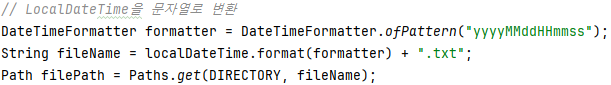 // LocalDateTime을 문자열로 변환
DateTimeFormatter formatter = DateTimeFormatter.ofPattern("yyyyMMddHHmmss");
String fileName = localDateTime.format(formatter) + ".txt";
Path filePath = Paths.get(DIRECTORY, fileName);